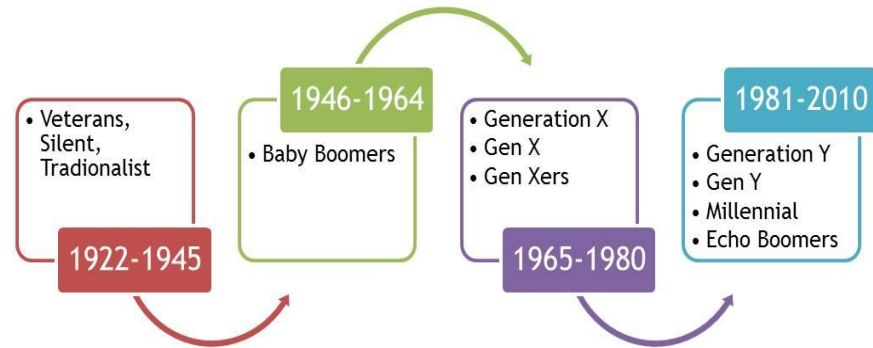 • Veterans,
Silent,
Tradionalist
1922-1945
1946-1964
• Baby Boomers
• Generation X
• Gen X
• Gen Xers
1965-1980
1981-2010
• Generation Y
• Gen Y
• Millennial
• Echo Boomers